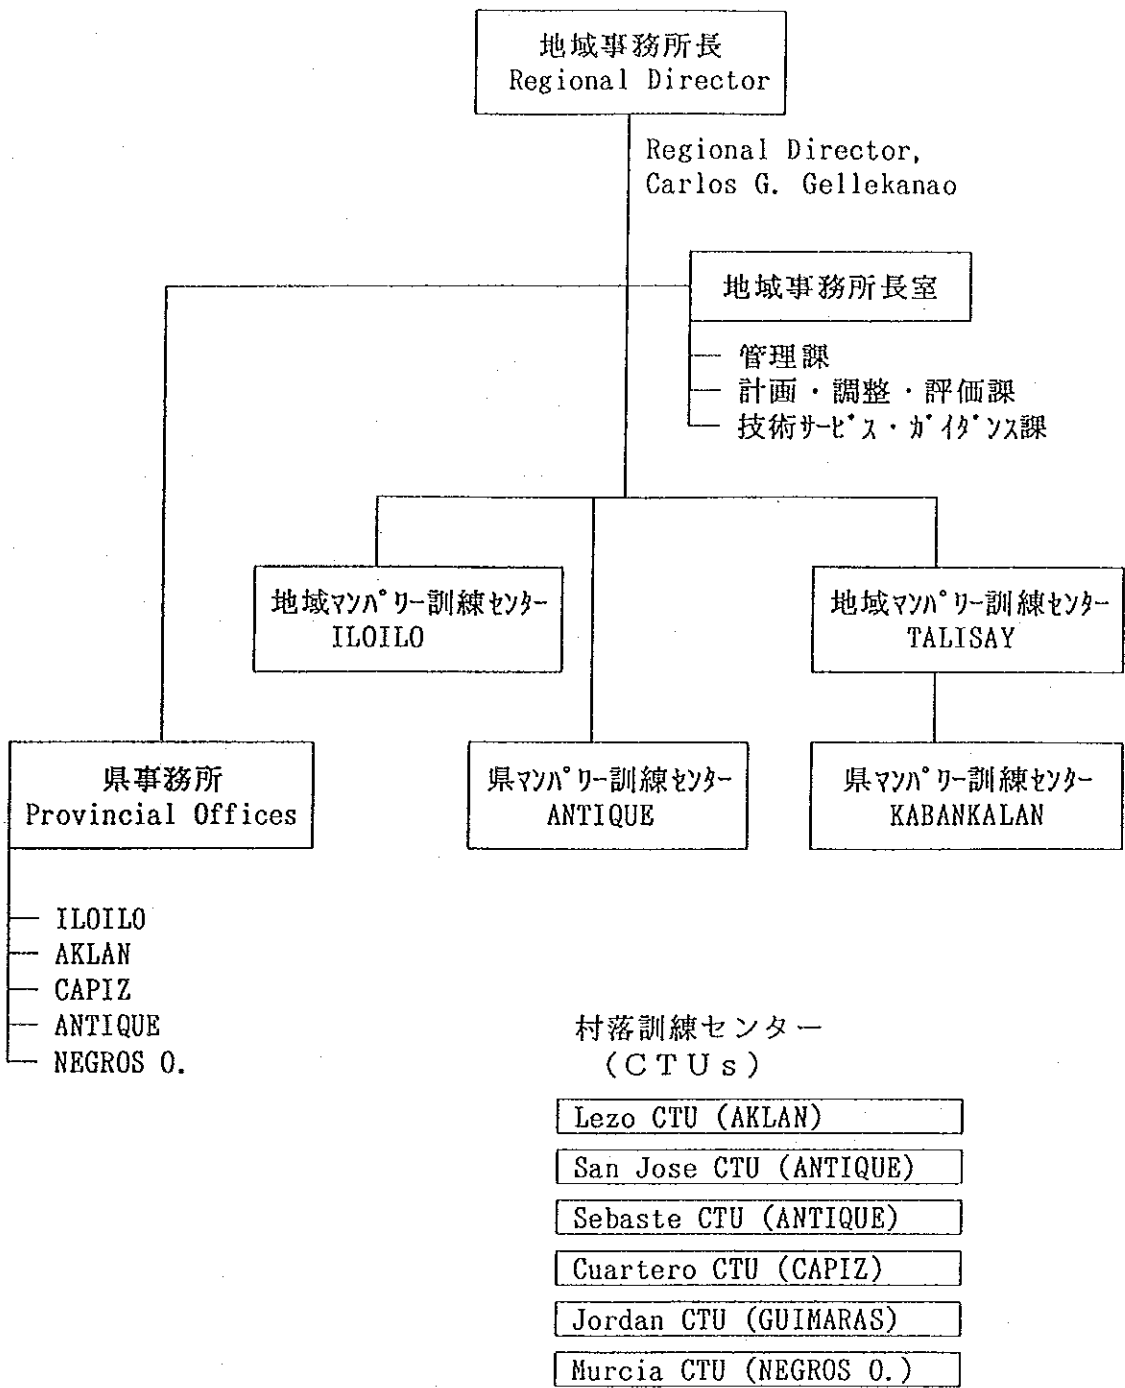 地域事務所長
Regional Director
Regional Director,
Carlos G. Gellekanao
地域事務所長室
管理課
計画・調整・評価課
技術ｻｰﾋﾞｽ・ｶﾞｲﾀﾞﾝｽ課
地域ﾏﾝﾊﾟﾜｰ訓練ｾﾝﾀｰ
ILOILO
地域ﾏﾝﾊﾟﾜｰ訓練ｾﾝﾀｰ
TALISAY
県事務所
Provincial Offices
県ﾏﾝﾊﾟﾜｰ訓練ｾﾝﾀｰ
ANTIQUE
県ﾏﾝﾊﾟﾜｰ訓練ｾﾝﾀｰ
KABANKALAN
ILOILO
AKLAN
CAPIZ
ANTIQUE
NEGROS O.
村落訓練センター
（ＣＴＵｓ）
Lezo CTU (AKLAN)
San Jose CTU (ANTIQUE)
Sebaste CTU (ANTIQUE)
Cuartero CTU (CAPIZ)
Jordan CTU (GUIMARAS)
Murcia CTU (NEGROS O.)